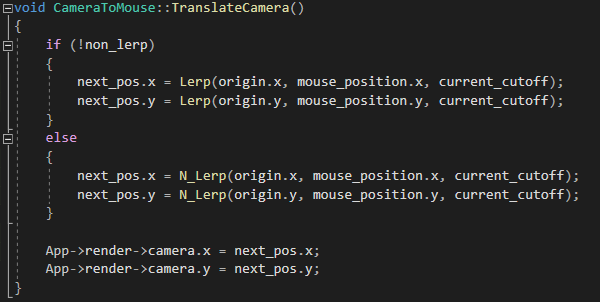 void CameraToMouse::TranslateCamera()
{
    if (!non_lerp)
    {
        next_pos.x = Lerp(origin.x, mouse_position.x, current_cutoff);
        next_pos.y = Lerp(origin.y, mouse_position.y, current_cutoff);
    }
    else
    {
        next_pos.x = N_Lerp(origin.x, mouse_position.x, current_cutoff);
        next_pos.y = N_Lerp(origin.y, mouse_position.y, current_cutoff);
    }

    App->render->camera.x = next_pos.x;
    App->render->camera.y = next_pos.y;
}